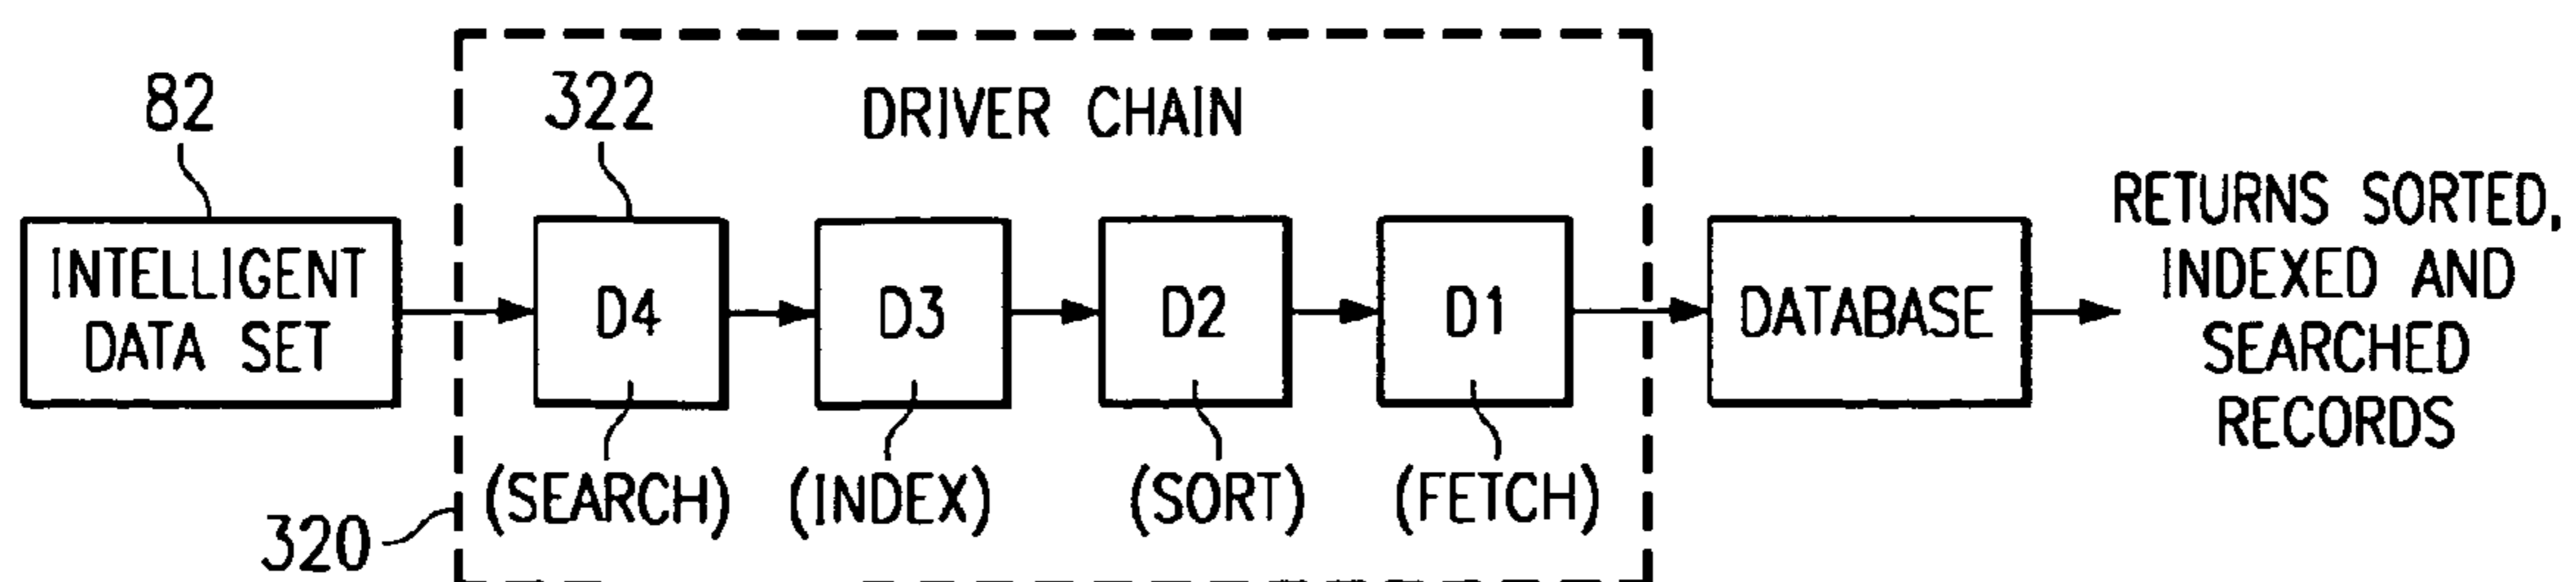 82
322
DRIVER CHAIN
INTELLIGENT
DATA SET
D4
D3
D2
D1
DATABASE
RETURNS SORTED,
INDEXED AND
SEARCHED
RECORDS
(SEARCH)
(INDEX)
(SORT)
(FETCH)
320